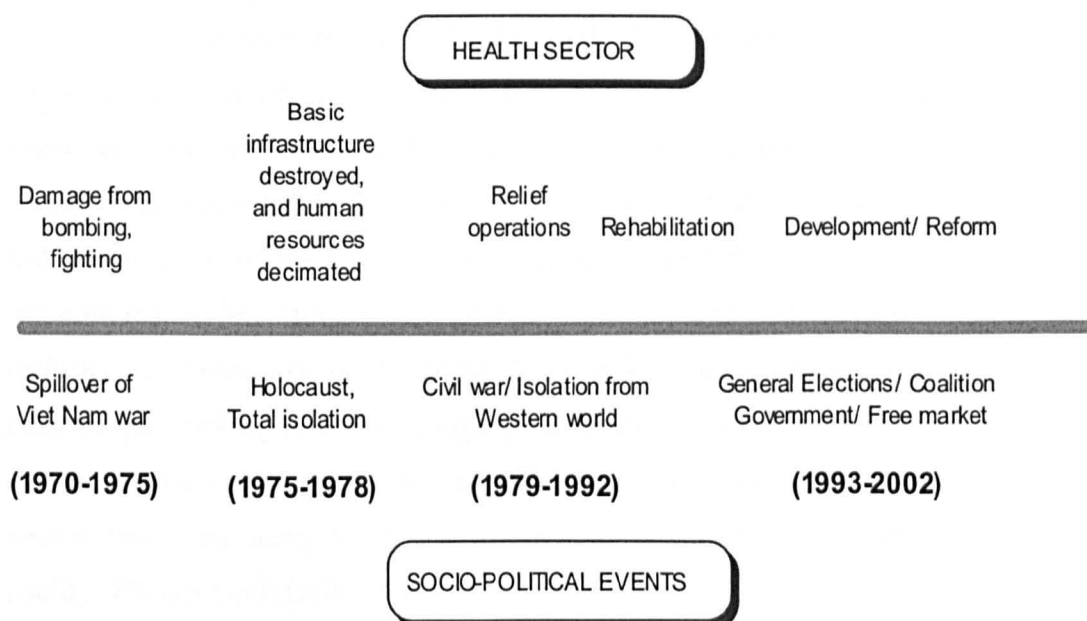 HEALTH SECTOR
Damage from
bombing,
fighting
Basic
infrastructure
destroyed,
and human
resources
decimated
Relief
operations
Rehabilitation
Development/ Reform
Spillover of
Viet Nam war
(1970-1975)
Holocaust,
Total isolation
(1975-1978)
Civil war/ Isolation from
Western world
(1979-1992)
General Elections/ Coalition
Government/ Free market
(1993-2002)
SOCIO-POLITICAL EVENTS